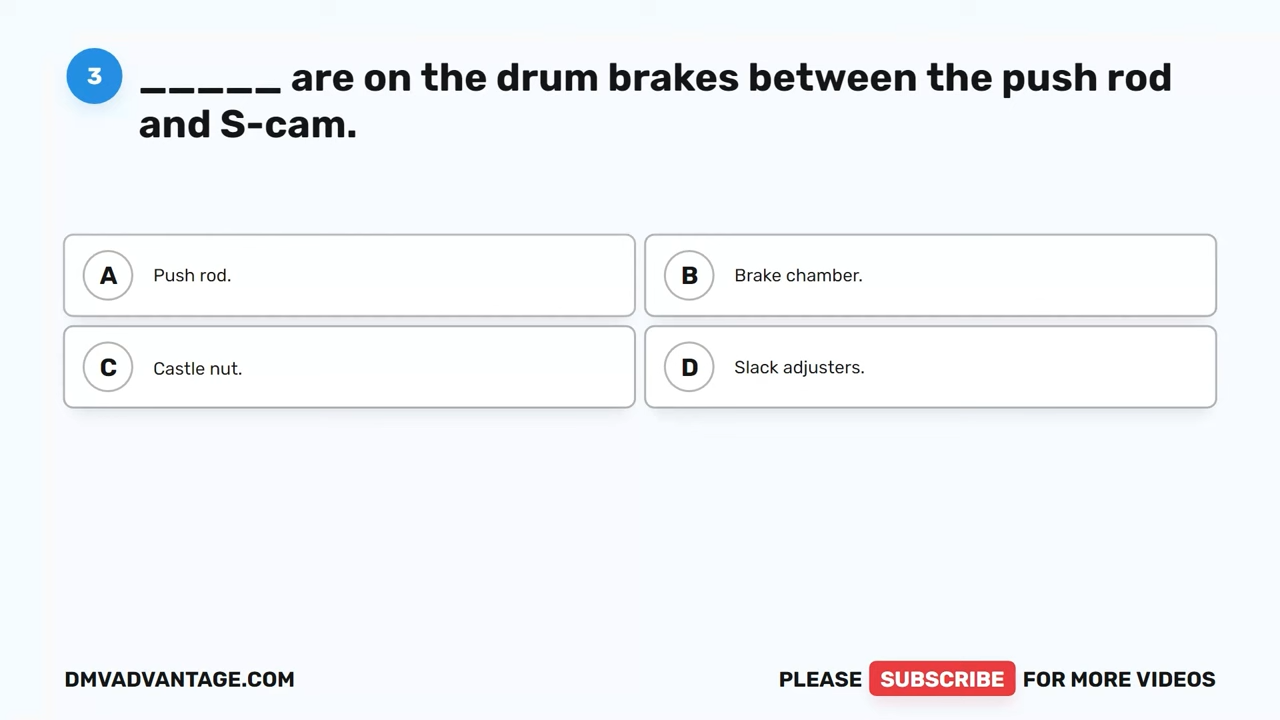 3
_____ are on the drum brakes between the push rod
and S-cam.
A Push rod.
B Brake chamber.
C Castle nut.
D Slack adjusters.
DMVADVANTAGE.COM
PLEASE SUBSCRIBE FOR MORE VIDEOS